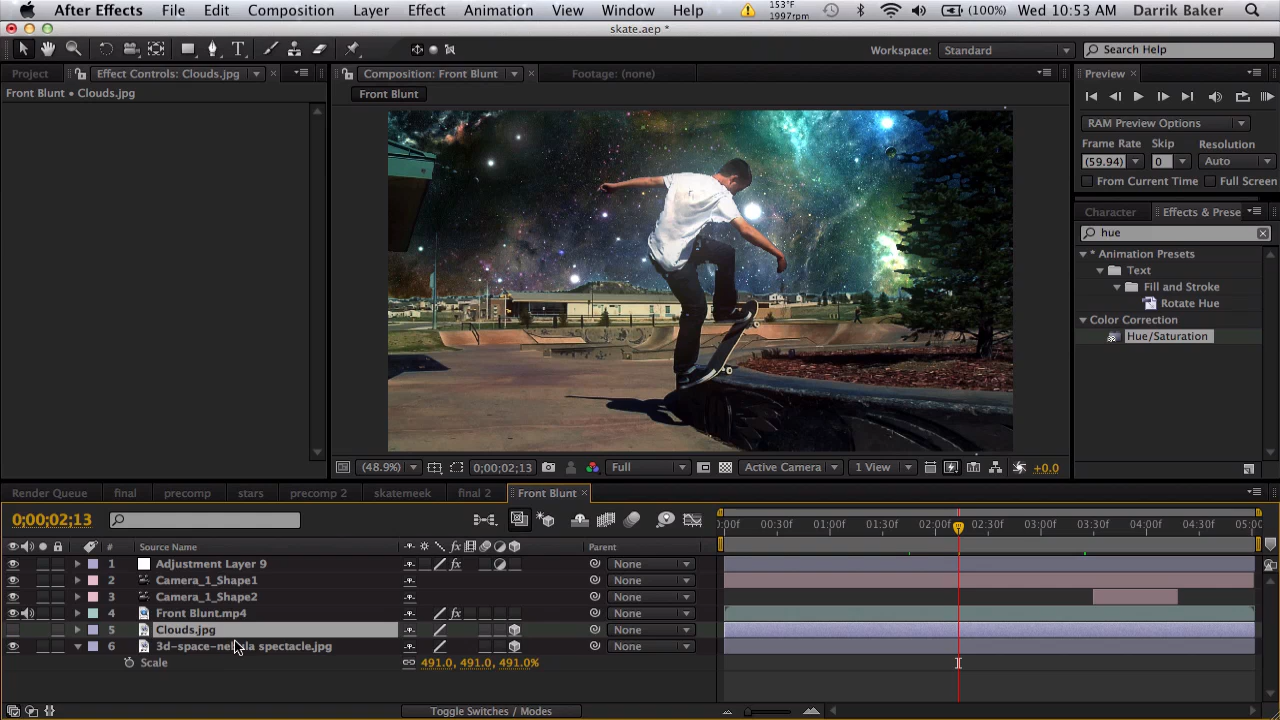 After Effects File Edit Composition Layer Effect Animation View Window Help 153°F 1997rpm (100%) Wed 10:53 AM Darrik Baker
skate.aep *
Workspace: Standard Search Help
Project Effect Controls: Clouds.jpg × Composition: Front Blunt × Footage: (none) Preview ×
Front Blunt • Clouds.jpg Front Blunt
RAM Preview Options
Frame Rate Skip Resolution
(59.94) 0 Auto
From Current Time Full Screen
Character Effects & Prese
hue
* Animation Presets
Text
Fill and Stroke
Rotate Hue
Color Correction
Hue/Saturation
(48.9%) 0;00;02;13 Full Active Camera 1 View +0.0
Render Queue final precomp stars precomp 2 skatemeek final 2 Front Blunt ×
0;00;02;13 :00f 00:30f 01:00f 01:30f 02:00f 02:30f 03:00f 03:30f 04:00f 04:30f 05:00
# Source Name fx Parent
1 Adjustment Layer 9 fx None
2 Camera_1_Shape1 None
3 Camera_1_Shape2 None
4 Front Blunt.mp4 fx None
5 Clouds.jpg None
6 3d-space-nebula spectacle.jpg None
Scale 491.0, 491.0, 491.0%
Toggle Switches / Modes